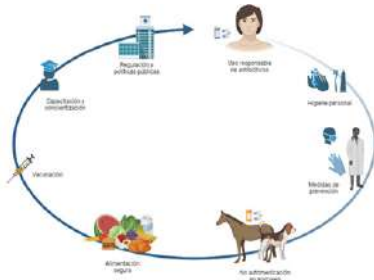 Regulación y
políticas públicas
Uso responsable
de antibióticos
Higiene personal
Medidas de
prevención
No automedicación
en animales
Alimentación
segura
Vacunación
Capacitación y
concientización